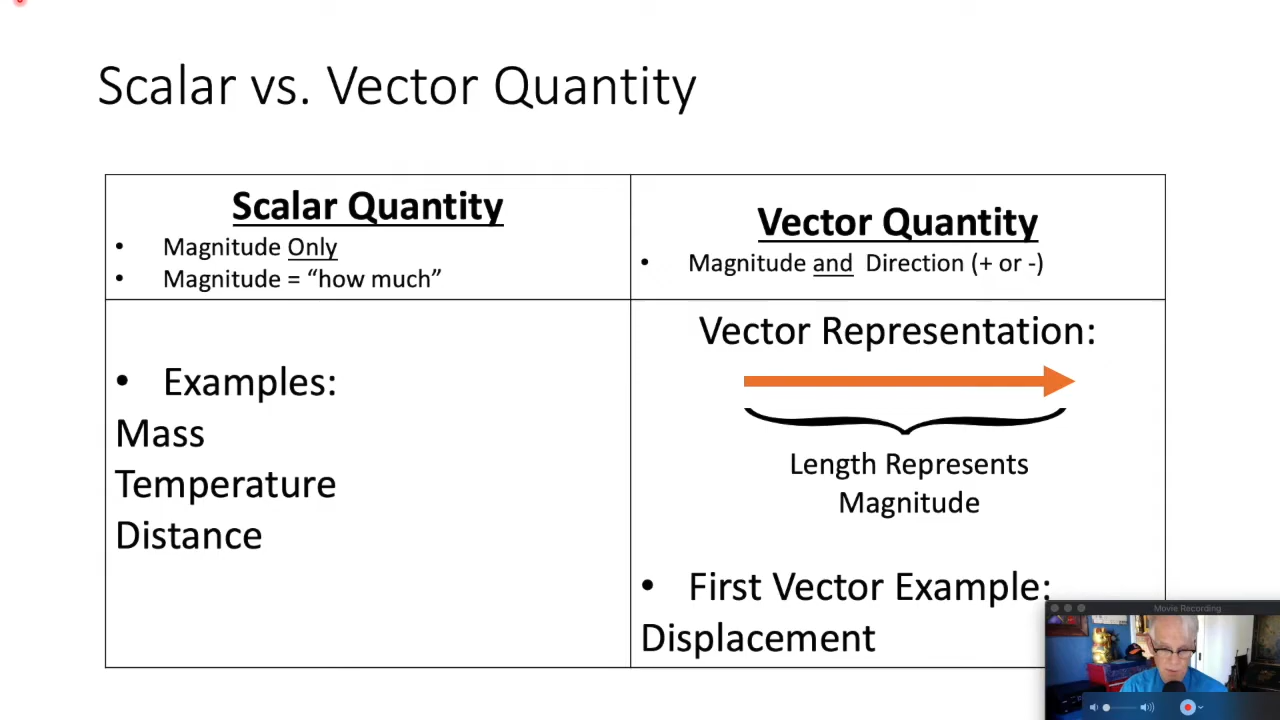 Scalar vs. Vector Quantity
Scalar Quantity
• Magnitude Only
• Magnitude = “how much”
Vector Quantity
• Magnitude and Direction (+ or -)
• Examples:
Mass
Temperature
Distance
Vector Representation:
Length Represents
Magnitude
• First Vector Example:
Displacement
Movie Recording